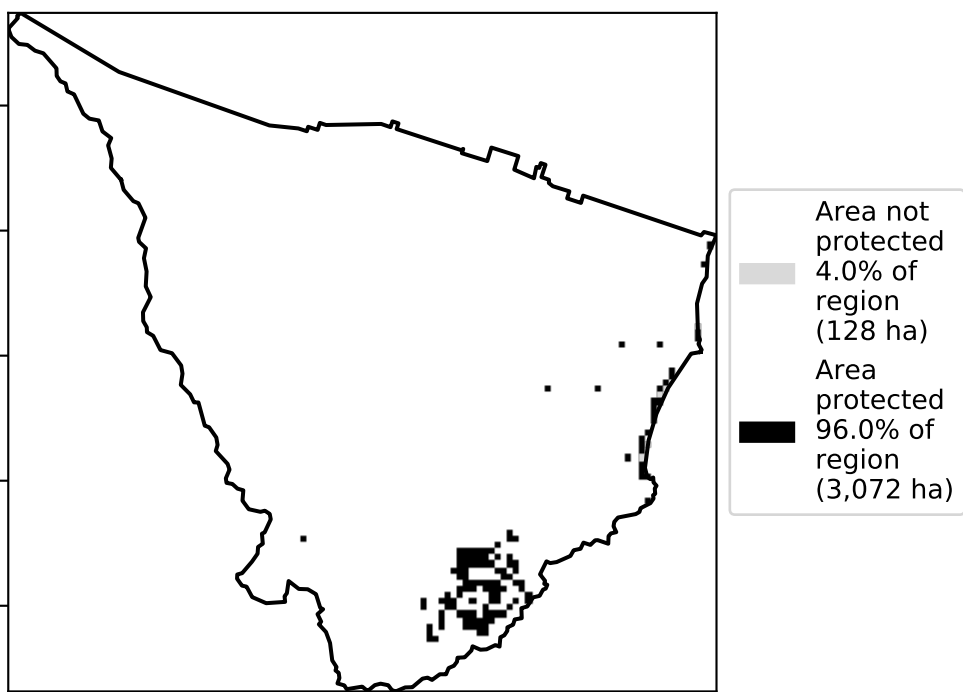 Area not
protected
4.0% of
region
(128 ha)
Area
protected
96.0% of
region
(3,072 ha)